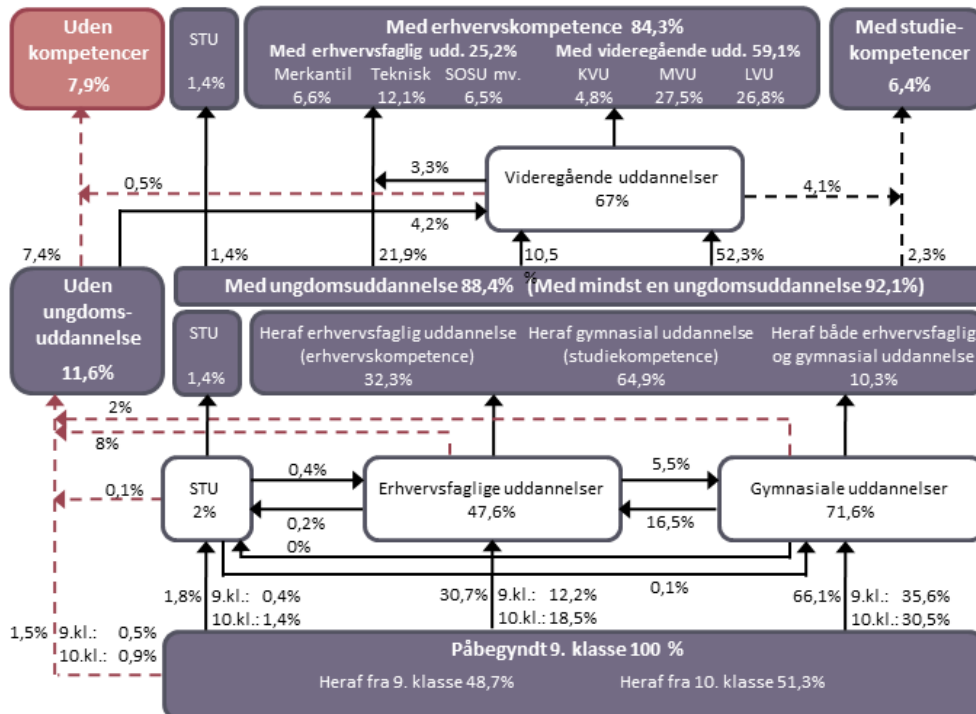 Uden
kompetencer
7,9%
STU
1,4%
Med erhvervskompetence 84,3%
Med erhvervsfaglig udd. 25,2%
Med videregående udd. 59,1%
Merkantil
Teknisk
SOSU mv.
KVU
MVU
LVU
6,6%
12,1%
6,5%
4,8%
27,5%
26,8%
Med studie-
kompetencer
6,4%
3,3%
0,5%
Videregående uddannelser
67%
4,1%
4,2%
7,4%
1,4%
21,9%
10,5
%
52,3%
2,3%
Uden
ungdoms-
uddannelse
11,6%
Med ungdomsuddannelse 88,4% (Med mindst en ungdomsuddannelse 92,1%)
STU
1,4%
Heraf erhvervsfaglig uddannelse
(erhvervskompetence)
32,3%
Heraf gymnasial uddannelse
(studiekompetence)
64,9%
Heraf både erhvervsfaglig
og gymnasial uddannelse
10,3%
2%
8%
0,1%
STU
2%
0,4%
0,2%
0%
Erhvervsfaglige uddannelser
47,6%
5,5%
16,5%
Gymnasiale uddannelser
71,6%
0,1%
1,8%
9.kl.: 0,4%
10.kl.: 1,4%
30,7%
9.kl.: 12,2%
10.kl.: 18,5%
66,1%
9.kl.: 35,6%
10.kl.: 30,5%
1,5%
9.kl.: 0,5%
10.kl.: 0,9%
Påbegyndt 9. klasse 100 %
Heraf fra 9. klasse 48,7%
Heraf fra 10. klasse 51,3%